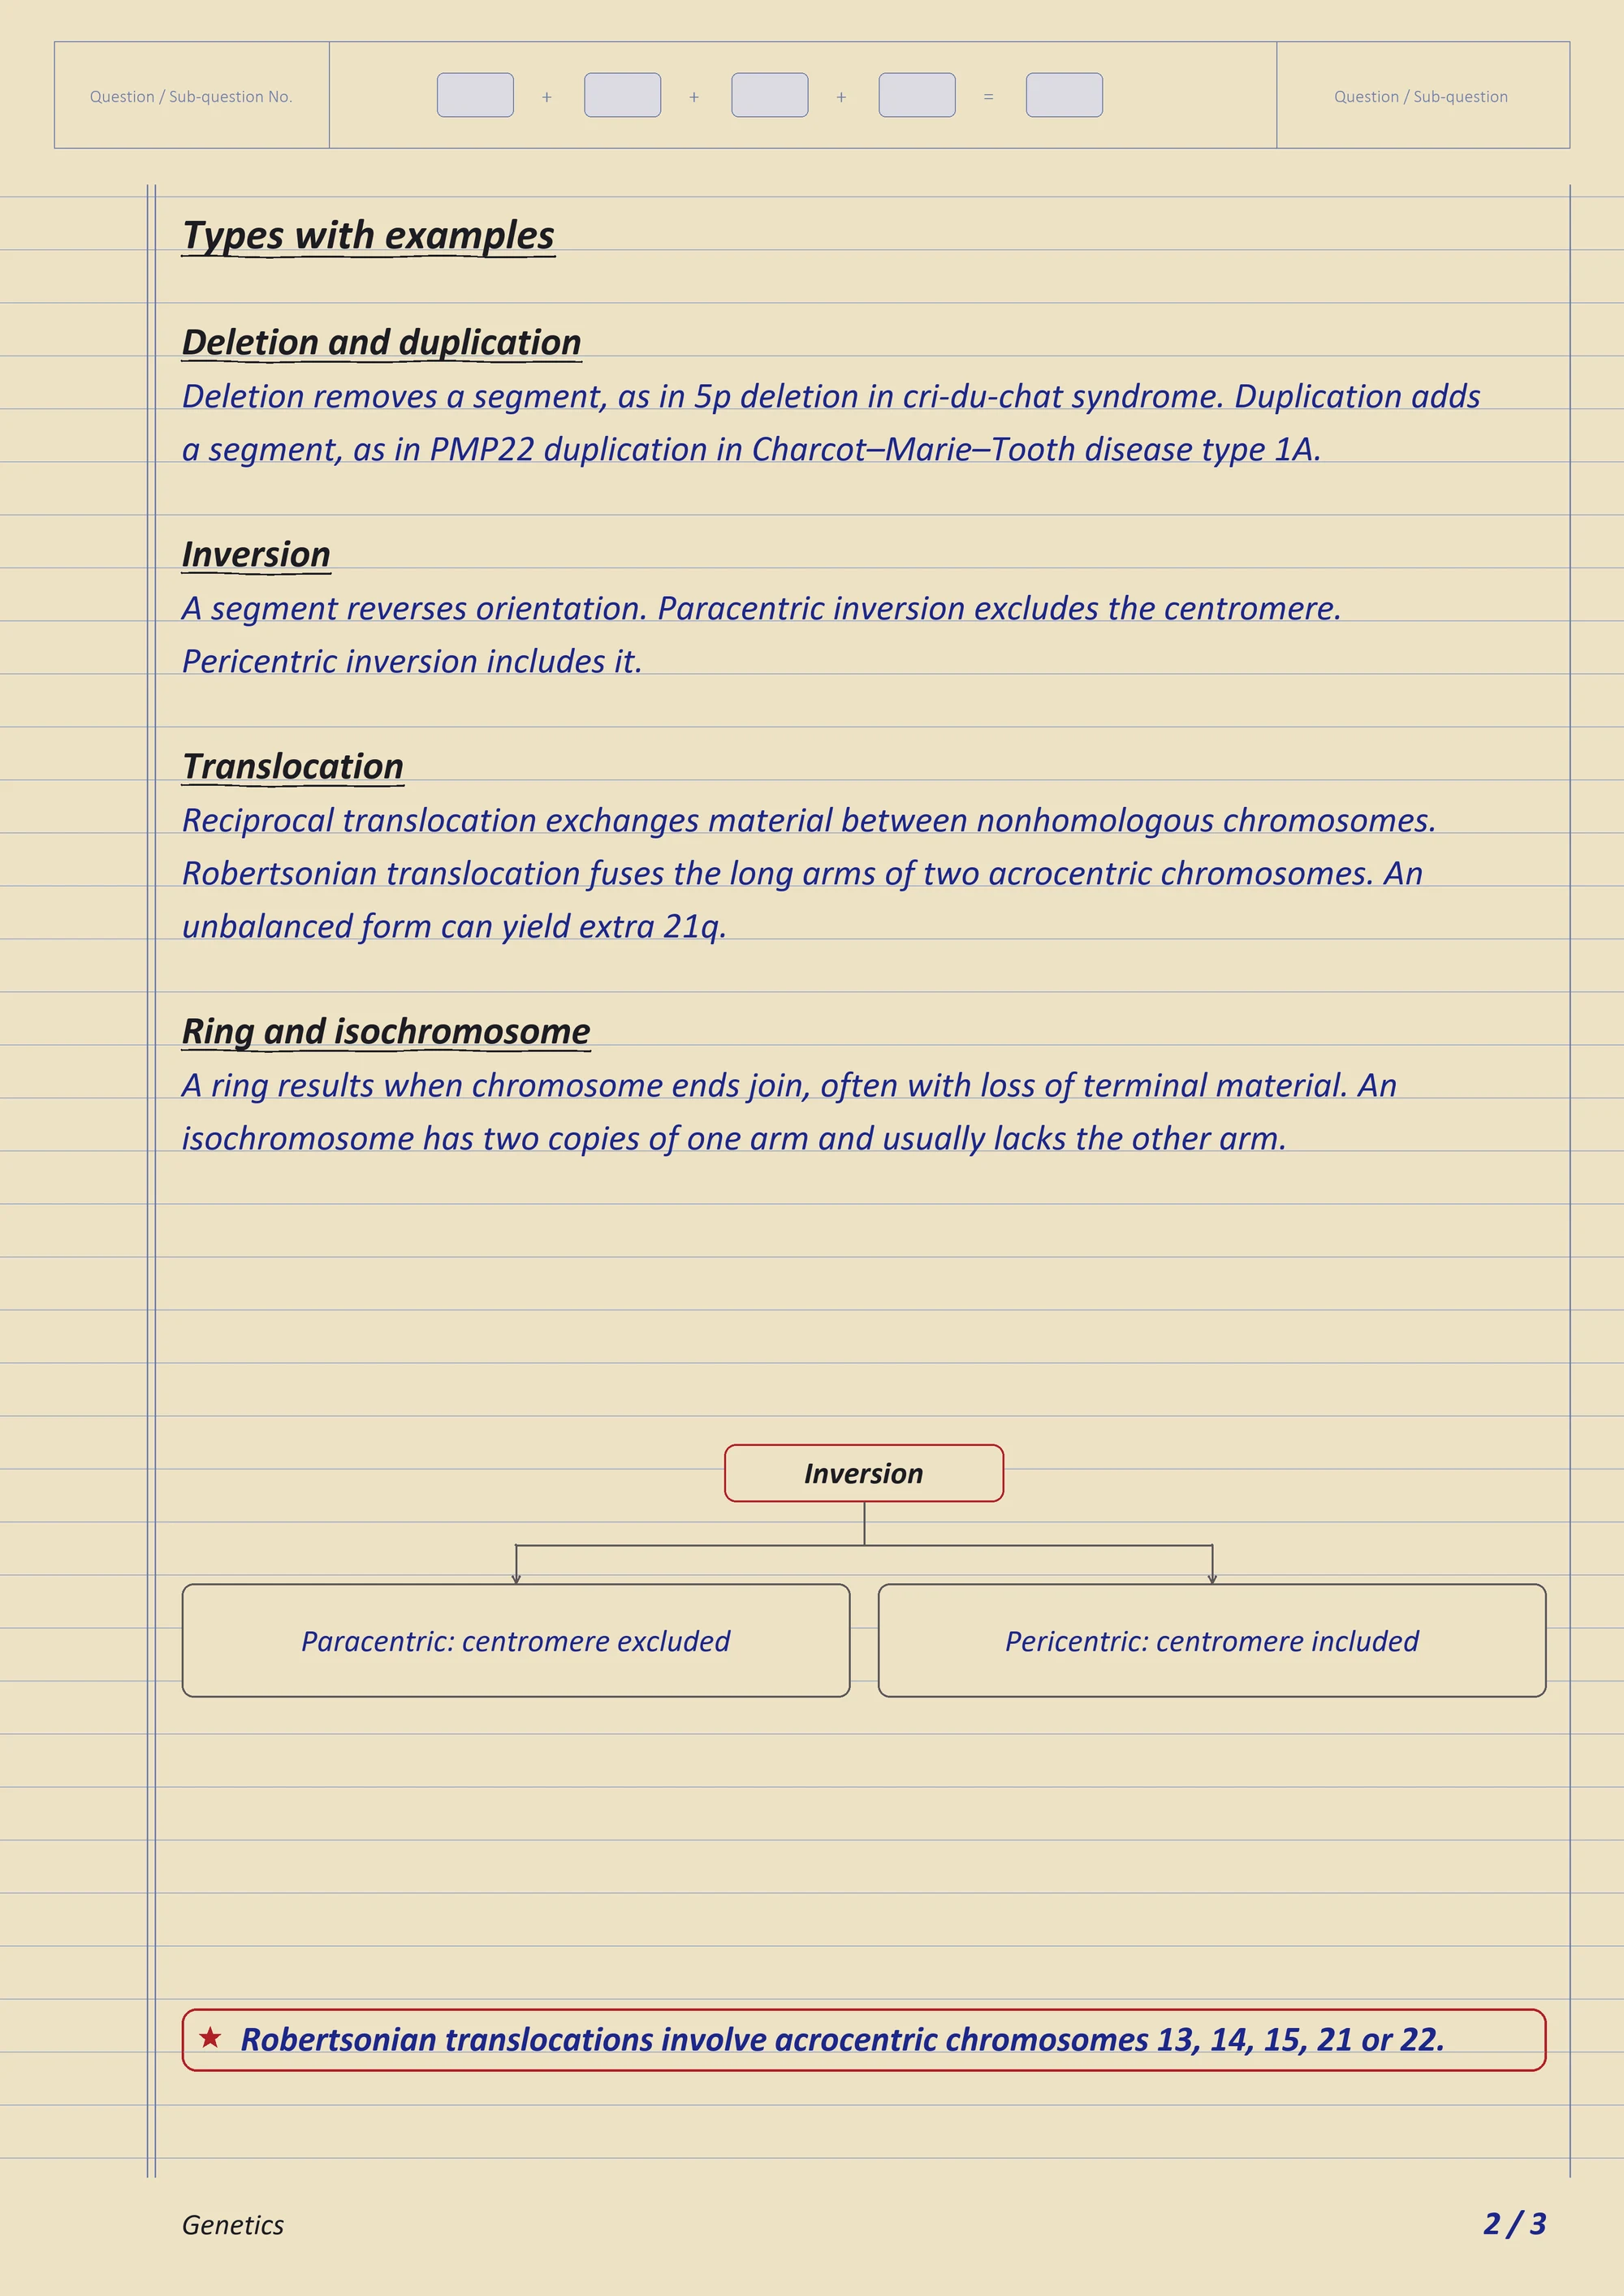 Question / Sub-question No.
+ + + =
Question / Sub-question
Types with examples
Deletion and duplication
Deletion removes a segment, as in 5p deletion in cri-du-chat syndrome. Duplication adds
a segment, as in PMP22 duplication in Charcot–Marie–Tooth disease type 1A.
Inversion
A segment reverses orientation. Paracentric inversion excludes the centromere.
Pericentric inversion includes it.
Translocation
Reciprocal translocation exchanges material between nonhomologous chromosomes.
Robertsonian translocation fuses the long arms of two acrocentric chromosomes. An
unbalanced form can yield extra 21q.
Ring and isochromosome
A ring results when chromosome ends join, often with loss of terminal material. An
isochromosome has two copies of one arm and usually lacks the other arm.
Inversion
Paracentric: centromere excluded
Pericentric: centromere included
★ Robertsonian translocations involve acrocentric chromosomes 13, 14, 15, 21 or 22.
Genetics
2 / 3